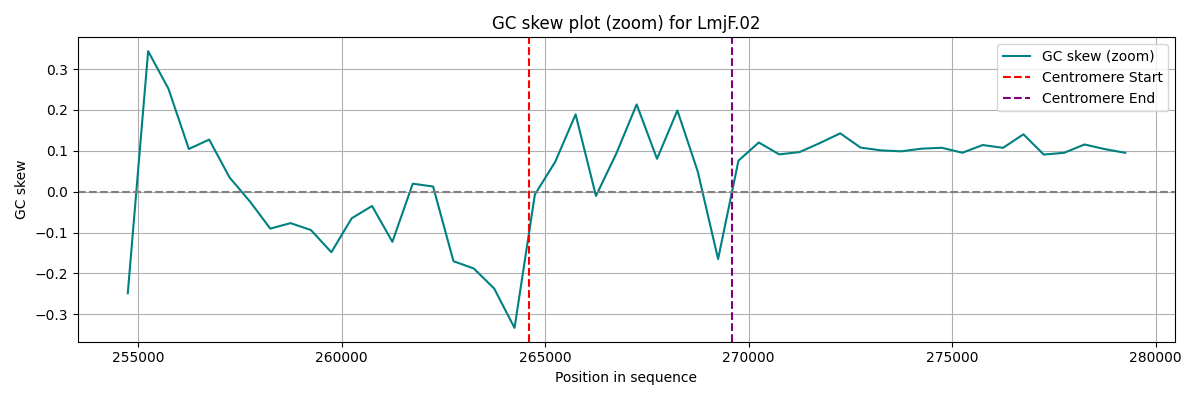 GC skew plot (zoom) for LmjF.02
GC skew (zoom)
Centromere Start
Centromere End
GC skew
0.3
0.2
0.1
0.0
−0.1
−0.2
−0.3
255000 260000 265000 270000 275000 280000
Position in sequence